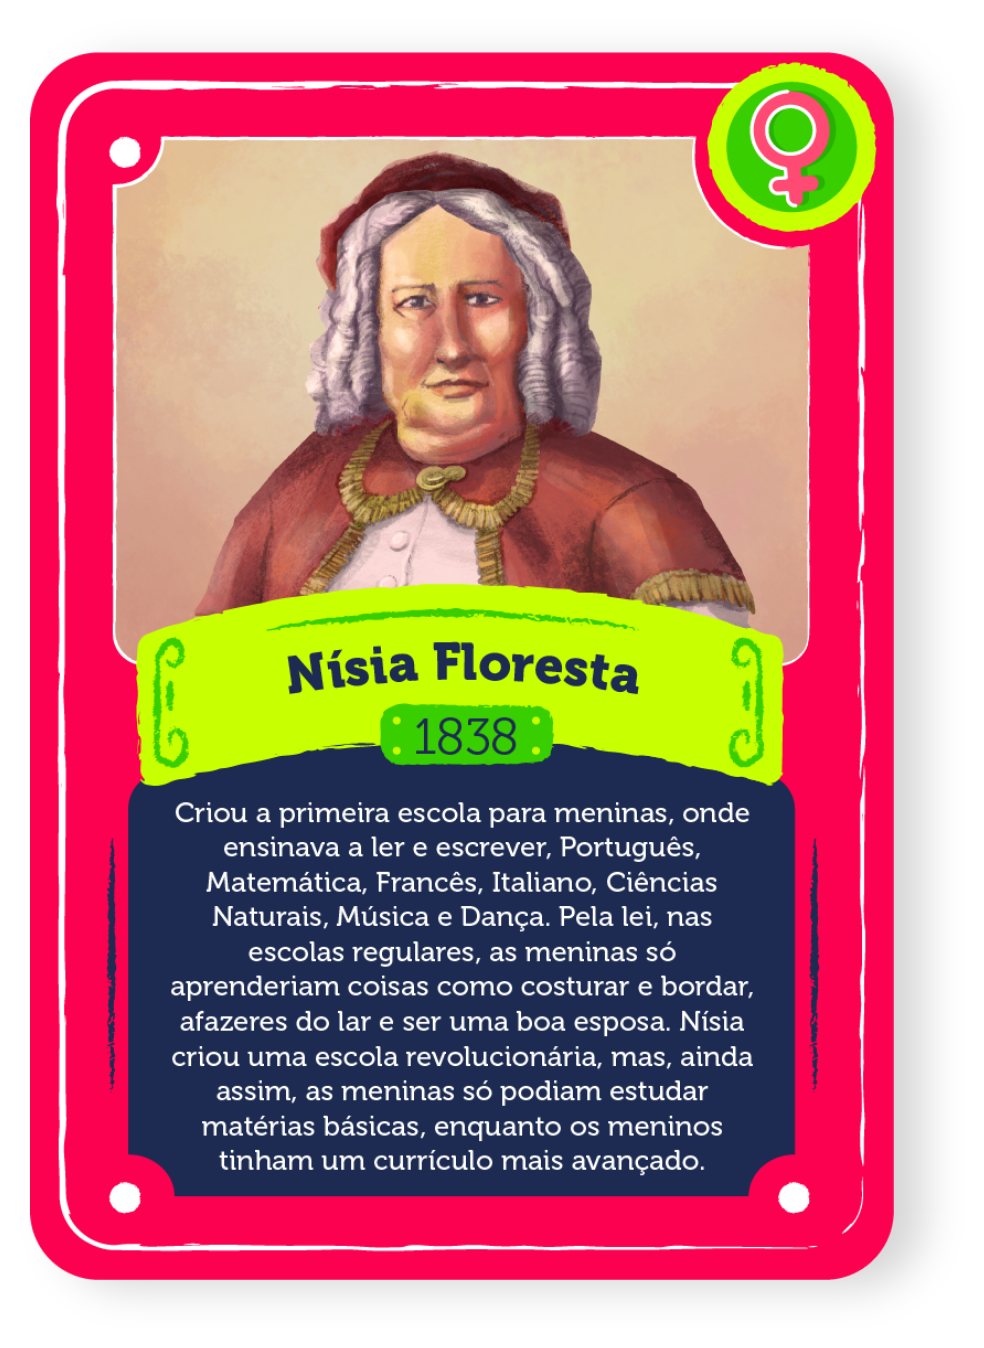 Nísia Floresta
1838
Criou a primeira escola para meninas, onde
ensinava a ler e escrever, Português,
Matemática, Francês, Italiano, Ciências
Naturais, Música e Dança. Pela lei, nas
escolas regulares, as meninas só
aprenderiam coisas como costurar e bordar,
afazeres do lar e ser uma boa esposa. Nísia
criou uma escola revolucionária, mas, ainda
assim, as meninas só podiam estudar
matérias básicas, enquanto os meninos
tinham um currículo mais avançado.